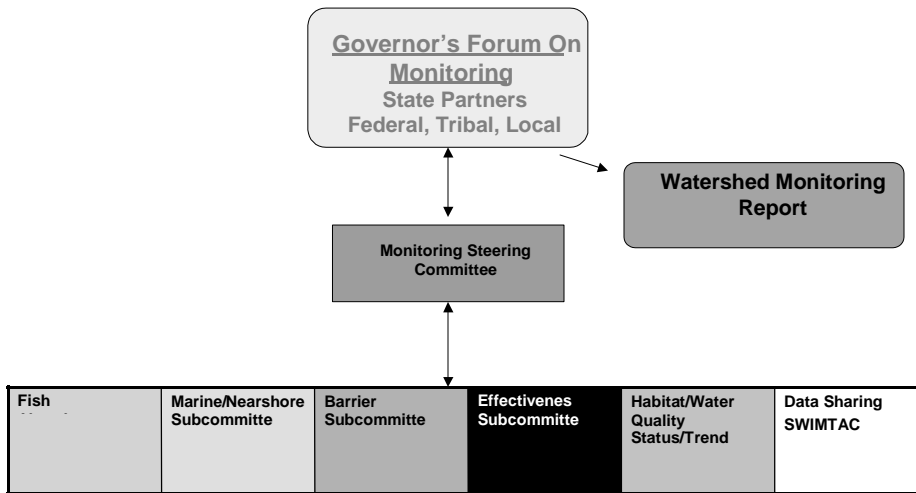 Governor's Forum On
Monitoring
State Partners
Federal, Tribal, Local
Watershed Monitoring
Report
Monitoring Steering
Committee
Fish
Marine/Nearshore
Subcommitte
Barrier
Subcommitte
Effectivenes
Subcommitte
Habitat/Water
Quality
Status/Trend
Data Sharing
SWIMTAC